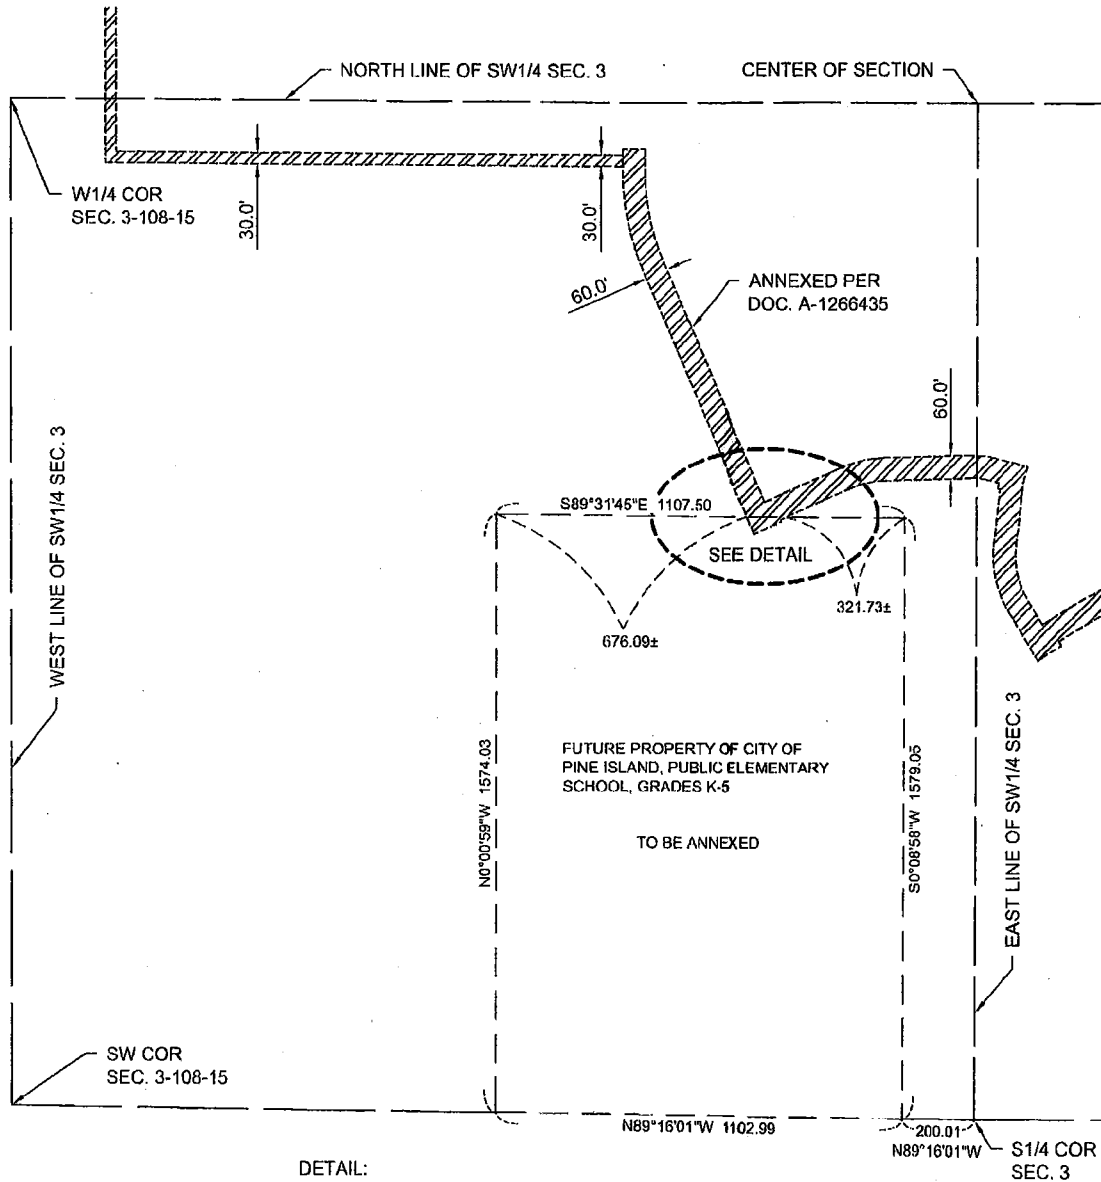 NORTH LINE OF SW1/4 SEC. 3
CENTER OF SECTION
W1/4 COR
SEC. 3-108-15
30.0'
30.0'
60.0'
ANNEXED PER
DOC. A-1266435
60.0'
WEST LINE OF SW1/4 SEC. 3
S89°31'45"E 1107.50
SEE DETAIL
676.09±
321.73±
N0°00'59"W 1574.03
FUTURE PROPERTY OF CITY OF
PINE ISLAND, PUBLIC ELEMENTARY
SCHOOL, GRADES K-5
TO BE ANNEXED
S0°08'58"W 1579.05
EAST LINE OF SW1/4 SEC. 3
SW COR
SEC. 3-108-15
N89°16'01"W 1102.99
200.01
N89°16'01"W
S1/4 COR
SEC. 3
DETAIL: